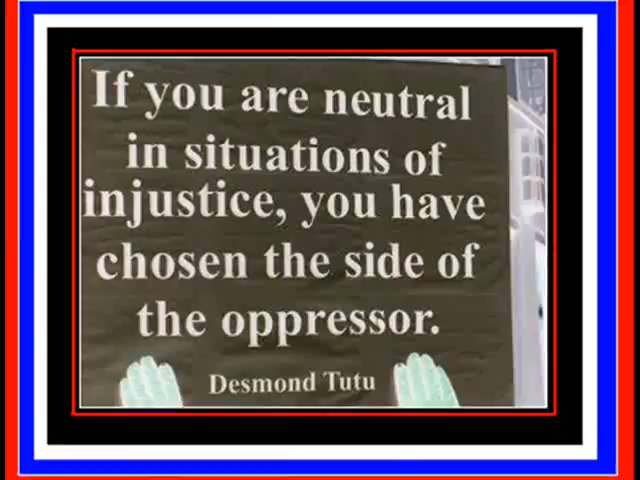 If you are neutral
in situations of
injustice, you have
chosen the side of
the oppressor.
Desmond Tutu